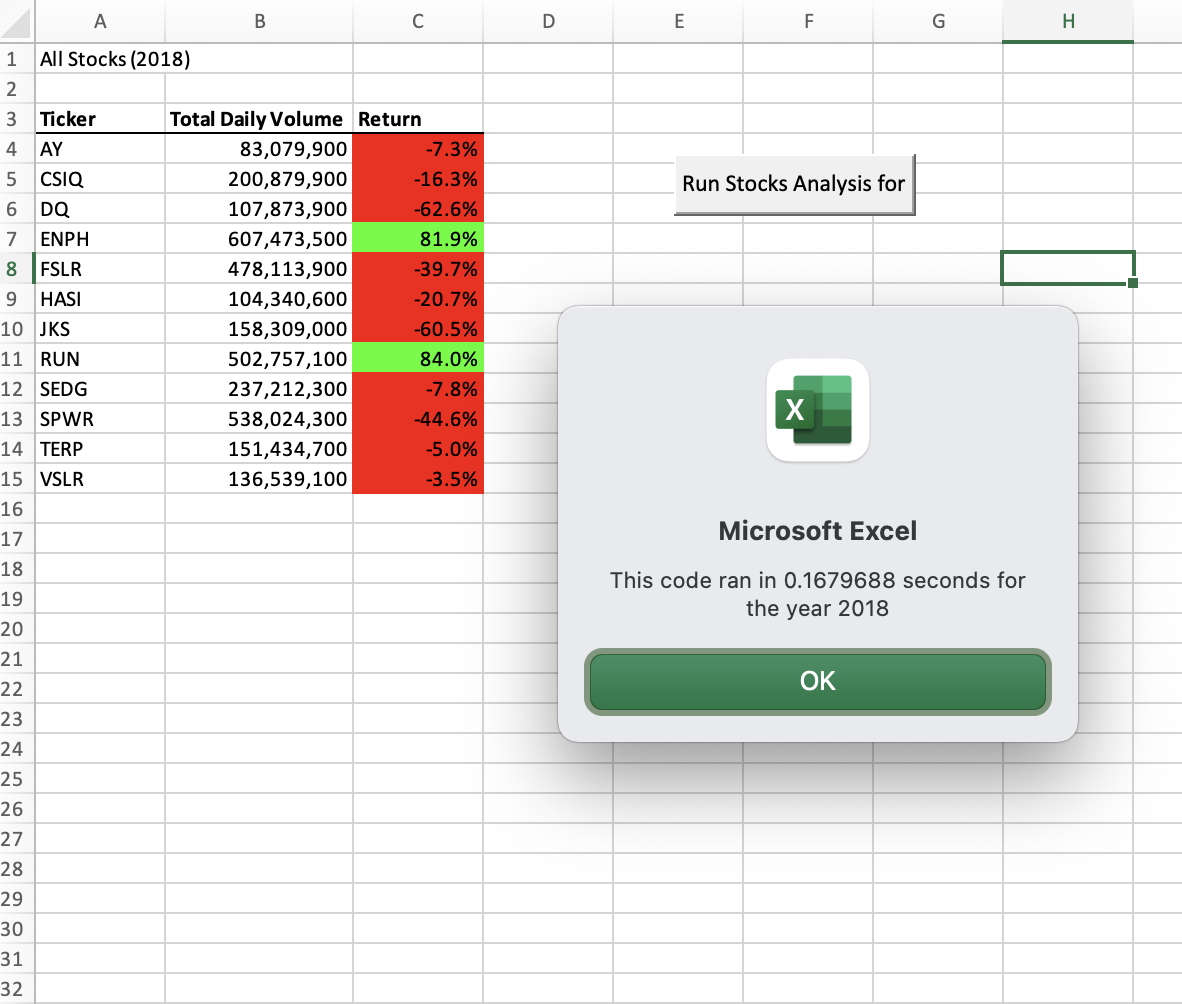 A B C D E F G H
1 All Stocks (2018)
2
3 Ticker Total Daily Volume Return
4 AY 83,079,900 -7.3%
5 CSIQ 200,879,900 -16.3%
6 DQ 107,873,900 -62.6%
7 ENPH 607,473,500 81.9%
8 FSLR 478,113,900 -39.7%
9 HASI 104,340,600 -20.7%
10 JKS 158,309,000 -60.5%
11 RUN 502,757,100 84.0%
12 SEDG 237,212,300 -7.8%
13 SPWR 538,024,300 -44.6%
14 TERP 151,434,700 -5.0%
15 VSLR 136,539,100 -3.5%
16
17
18
19
20
21
22
23
24
25
26
27
28
29
30
31
32
Run Stocks Analysis for
X
Microsoft Excel
This code ran in 0.1679688 seconds for
the year 2018
OK